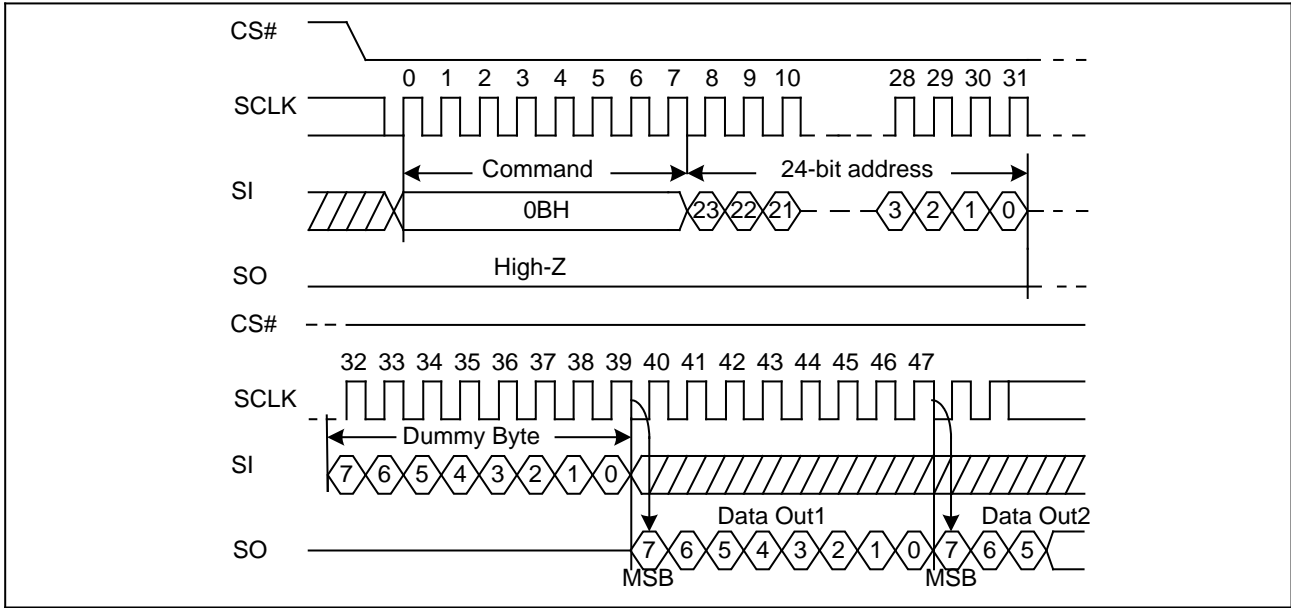 CS#
0 1 2 3 4 5 6 7 8 9 10 28 29 30 31
SCLK
Command 24-bit address
SI
0BH 23 22 21 3 2 1 0
High-Z
SO
CS#
32 33 34 35 36 37 38 39 40 41 42 43 44 45 46 47
SCLK
Dummy Byte
SI
7 6 5 4 3 2 1 0
Data Out1 Data Out2
SO
7 6 5 4 3 2 1 0 7 6 5
MSB MSB